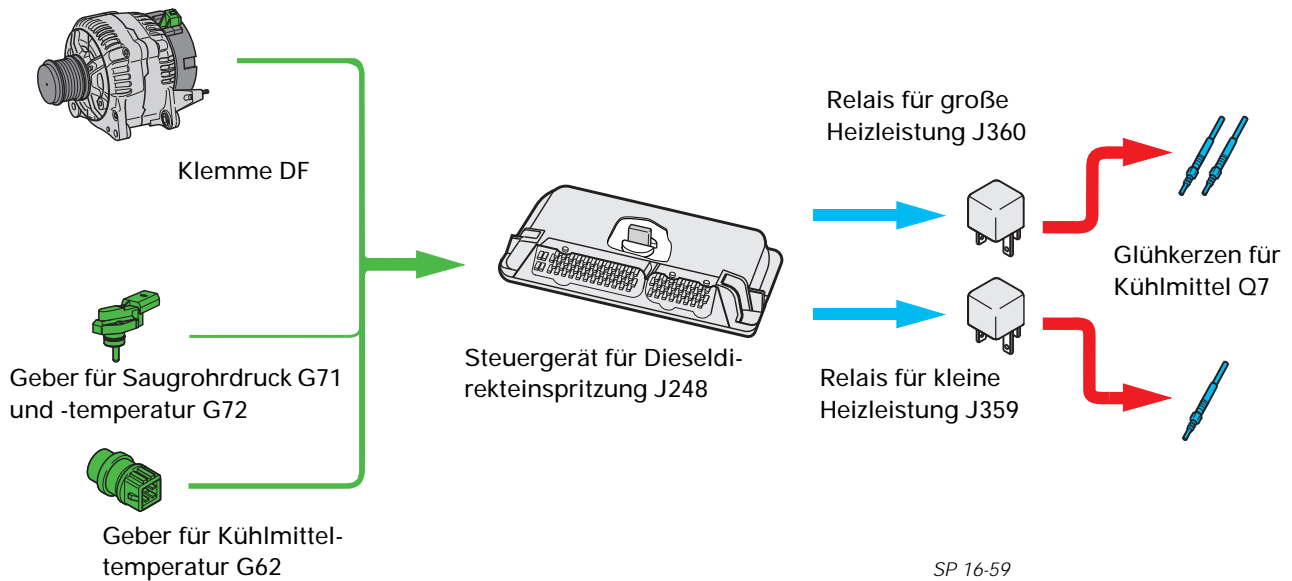 Klemme DF
Geber für Saugrohrdruck G71
und -temperatur G72
Geber für Kühlmittel-
temperatur G62
Steuergerät für Dieseldi-
rekteinspritzung J248
Relais für große
Heizleistung J360
Relais für kleine
Heizleistung J359
Glühkerzen für
Kühlmittel Q7
SP 16-59